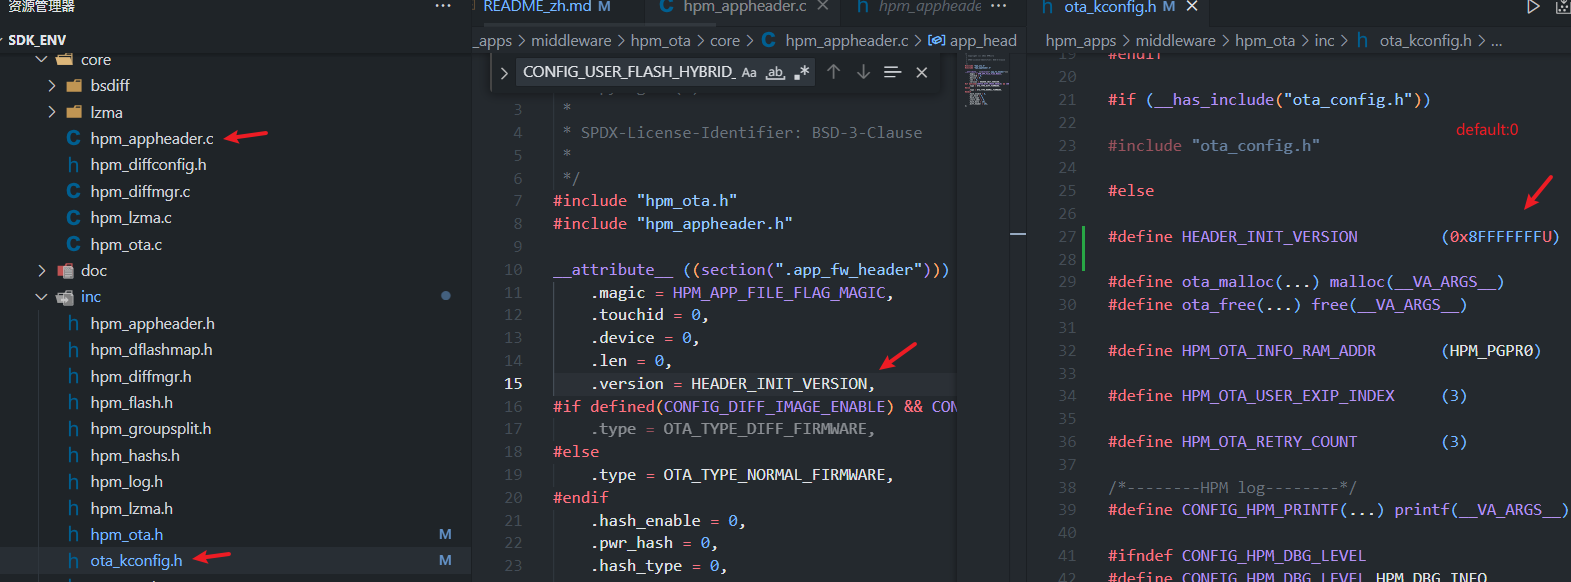 资源管理器
SDK_ENV
core
bsdiff
lzma
hpm_appheader.c
hpm_diffconfig.h
hpm_diffmgr.c
hpm_lzma.c
hpm_ota.c
doc
inc
hpm_appheader.h
hpm_dflashmap.h
hpm_diffmgr.h
hpm_flash.h
hpm_groupsplit.h
hpm_hashs.h
hpm_log.h
hpm_lzma.h
hpm_ota.h M
ota_kconfig.h M
README_zh.md M hpm_appheader.c hpm_appheade
_apps > middleware > hpm_ota > core > C hpm_appheader.c > app_head
CONFIG_USER_FLASH_HYBRID_ Aa ab .*
3 *
4 * SPDX-License-Identifier: BSD-3-Clause
5 *
6 */
7 #include "hpm_ota.h"
8 #include "hpm_appheader.h"
9
10 __attribute__ ((section(".app_fw_header")))
11 .magic = HPM_APP_FILE_FLAG_MAGIC,
12 .touchid = 0,
13 .device = 0,
14 .len = 0,
15 .version = HEADER_INIT_VERSION,
16 #if defined(CONFIG_DIFF_IMAGE_ENABLE) && CON
17 .type = OTA_TYPE_DIFF_FIRMWARE,
18 #else
19 .type = OTA_TYPE_NORMAL_FIRMWARE,
20 #endif
21 .hash_enable = 0,
22 .pwr_hash = 0,
23 .hash_type = 0,
ota_kconfig.h M
hpm_apps > middleware > hpm_ota > inc > h ota_kconfig.h > ...
19 #endif
20
21 #if (__has_include("ota_config.h"))
22
default:0
23 #include "ota_config.h"
24
25 #else
26
27 #define HEADER_INIT_VERSION (0x8FFFFFFFU)
28
29 #define ota_malloc(...) malloc(__VA_ARGS__)
30 #define ota_free(...) free(__VA_ARGS__)
31
32 #define HPM_OTA_INFO_RAM_ADDR (HPM_PGPR0)
33
34 #define HPM_OTA_USER_EXIP_INDEX (3)
35
36 #define HPM_OTA_RETRY_COUNT (3)
37
38 /*--------HPM log--------*/
39 #define CONFIG_HPM_PRINTF(...) printf(__VA_ARGS__)
40
41 #ifndef CONFIG_HPM_DBG_LEVEL
42 #define CONFIG_HPM_DBG_LEVEL HPM_DBG_INFO